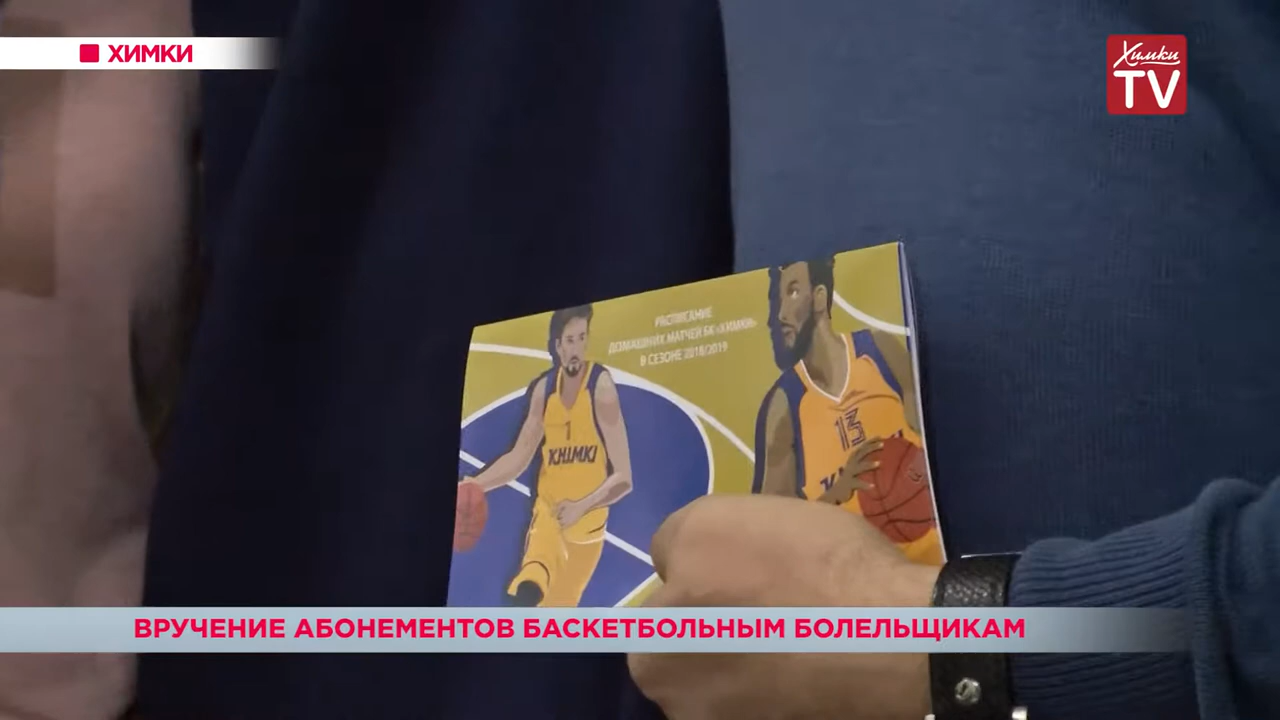 ХИМКИ
Химки
TV
РАСПИСАНИЕ
ДОМАШНИХ МАТЧЕЙ БК «ХИМКИ»
В СЕЗОНЕ 2018/2019
1
KHIMKI
13
ВРУЧЕНИЕ АБОНЕМЕНТОВ БАСКЕТБОЛЬНЫМ БОЛЕЛЬЩИКАМ